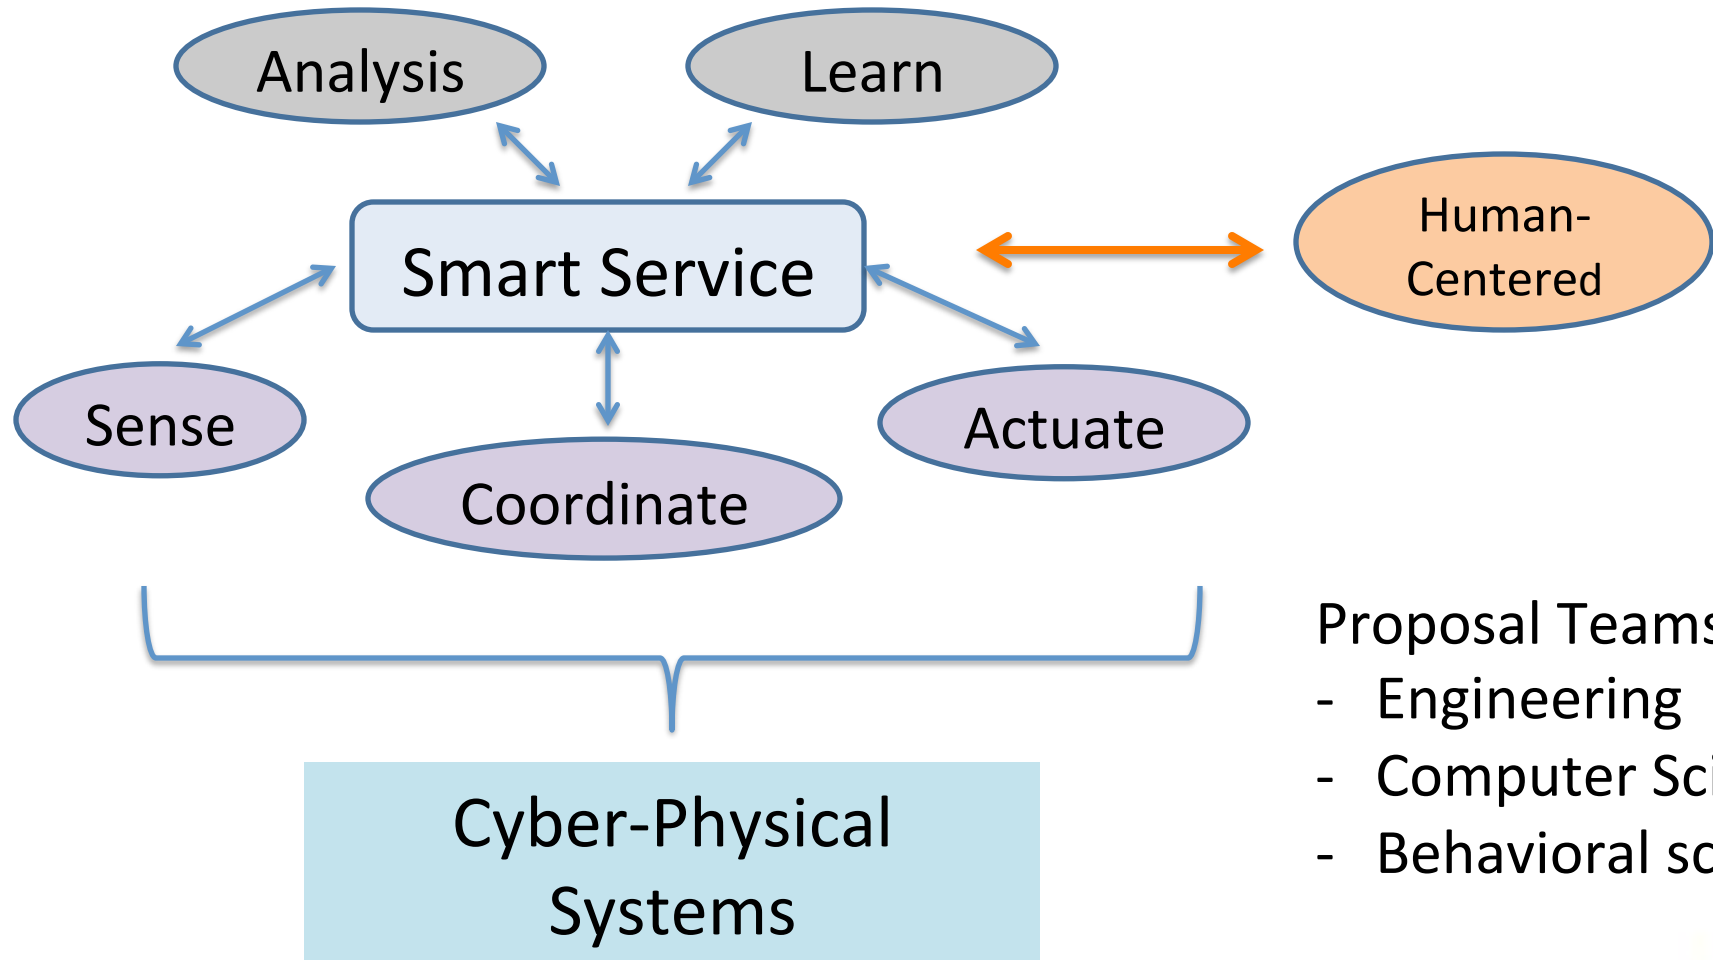 Analysis
Learn
Human-
Centered
Smart Service
Sense
Actuate
Coordinate
Proposal Teams
- Engineering
- Computer Sci
- Behavioral sc
Cyber-Physical
Systems